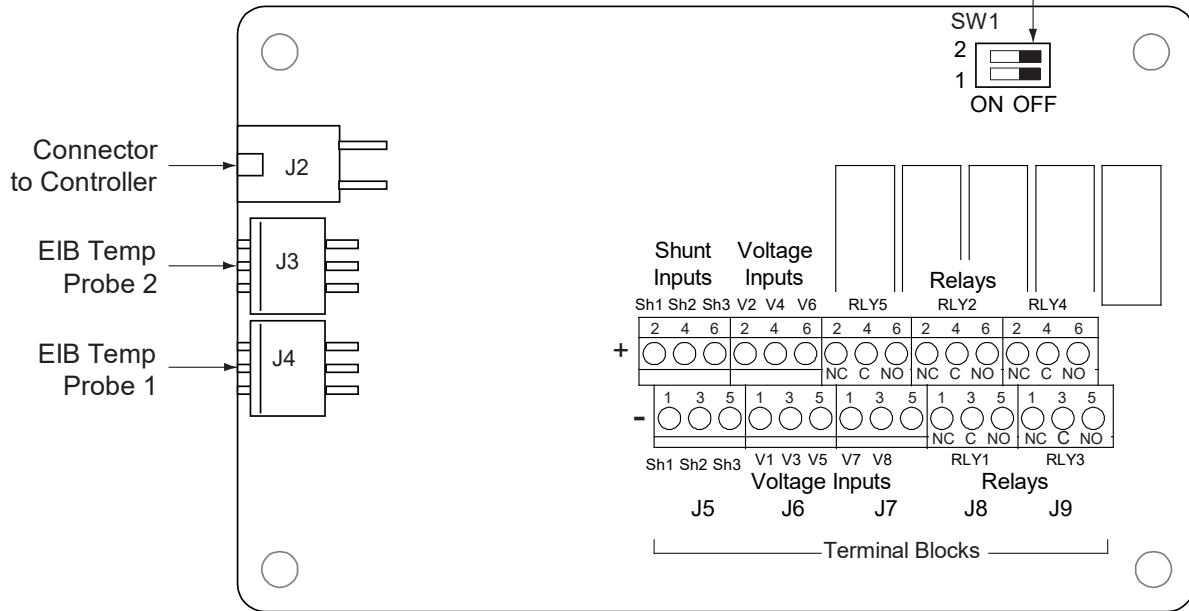 SW1
2
1
ON OFF
Connector
to Controller
J2
EIB Temp
Probe 2
J3
EIB Temp
Probe 1
J4
Shunt
Inputs
Voltage
Inputs
Relays
Sh1 Sh2 Sh3 V2 V4 V6 RLY5 RLY2 RLY4
2 4 6 2 4 6 2 4 6 2 4 6 2 4 6
+
NC C NO NC C NO NC C NO
1 3 5 1 3 5 1 3 5 1 3 5 1 3 5
-
NC C NO NC C NO
Sh1 Sh2 Sh3 V1 V3 V5 V7 V8 RLY1 RLY3
Voltage Inputs Relays
J5 J6 J7 J8 J9
Terminal Blocks